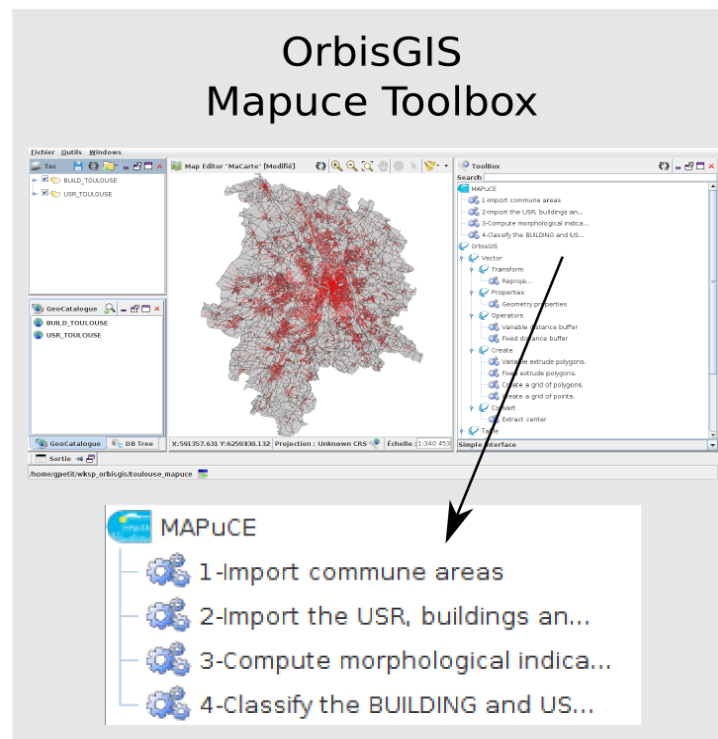 OrbisGIS
Mapuce Toolbox
Fichier Outils Windows
Toc
BUILD_TOULOUSE
USR_TOULOUSE
GeoCatalogue
BUILD_TOULOUSE
USR_TOULOUSE
GeoCatalogue DB Tree
Map Editor "MaCarte" [Modifié]
X:591357.631 Y:6259330.132 Projection : Unknown CRS Échelle :1:340 453
ToolBox
Search
MAPuCE
1-Import commune areas
2-Import the USR, buildings an...
3-Compute morphological indica...
4-Classify the BUILDING and US...
OrbisGIS
Vector
Transform
Reproje...
Properties
Geometry properties
Operators
Variable distance buffer
Fixed distance buffer
Create
Variable extrude polygons.
Fixed extrude polygons.
Create a grid of polygons.
Create a grid of points.
Convert
Extract center
Table
Simple Interface
Sortie
/home/gpetit/wksp_orbisgis/toulouse_mapuce
MAPuCE
1-Import commune areas
2-Import the USR, buildings an...
3-Compute morphological indica...
4-Classify the BUILDING and US...